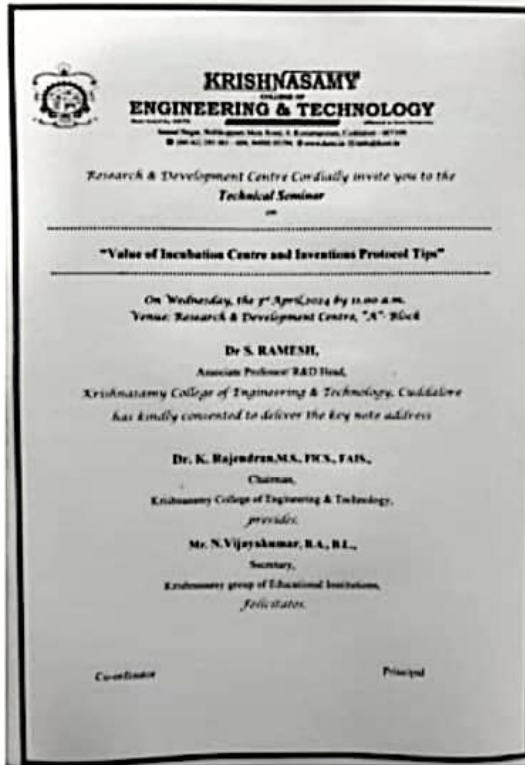 KRISHNASAMY
COLLEGE OF
ENGINEERING & TECHNOLOGY
Research & Development Centre Cordially invite you to the
Technical Seminar
on
"Value of Incubation Centre and Inventions Protocol Tips"
On Wednesday, the 3rd April,2024 by 11.00 a.m.
Venue: Research & Development Centre, "A"- Block
Dr S. RAMESH,
Associate Professor/ R&D Head,
Krishnasamy College of Engineering & Technology, Cuddalore
has kindly consented to deliver the key note address
Dr. K. Rajendran,M.S., FICS., FAIS.,
Chairman,
Krishnasamy College of Engineering & Technology,
presides.
Mr. N.Vijayakumar, B.A., B.L.,
Secretary,
Krishnasamy group of Educational Institutions,
felicitates.
Co-ordinator Principal